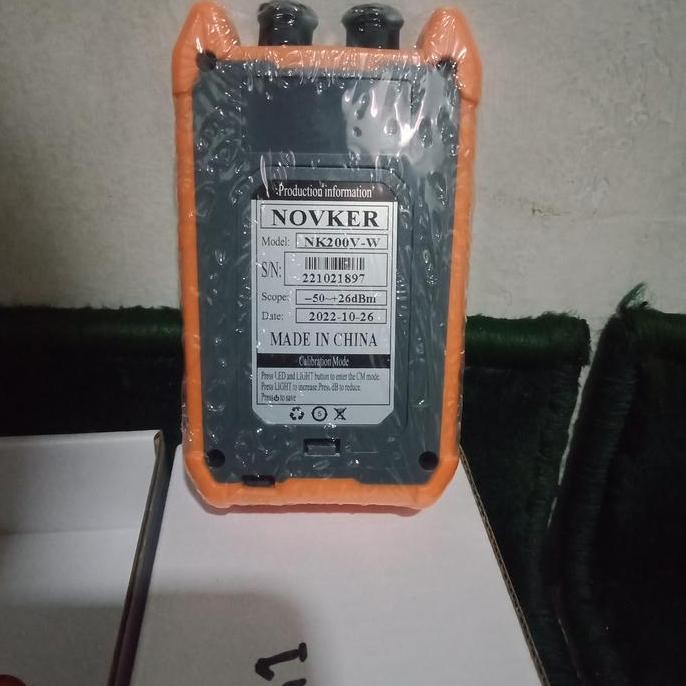 :Production information'
NOVKER
Model: NK200V-W
S/N: 221021897
Scope: -50~+26dBm
Date: 2022-10-26
MADE IN CHINA
Calibration Mode
Press LED and LIGHT button to enter the CM mode.
Press LIGHT to increase.Press dB to reduce.
Press ⏻ to save
5